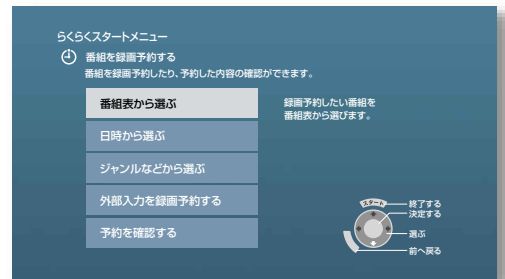 らくらくスタートメニュー
番組を録画予約する
番組を録画予約したり、予約した内容の確認ができます。
番組表から選ぶ
録画予約したい番組を
番組表から選びます。
日時から選ぶ
ジャンルなどから選ぶ
外部入力を録画予約する
予約を確認する
スタート
終了する
決定する
選ぶ
前へ戻る